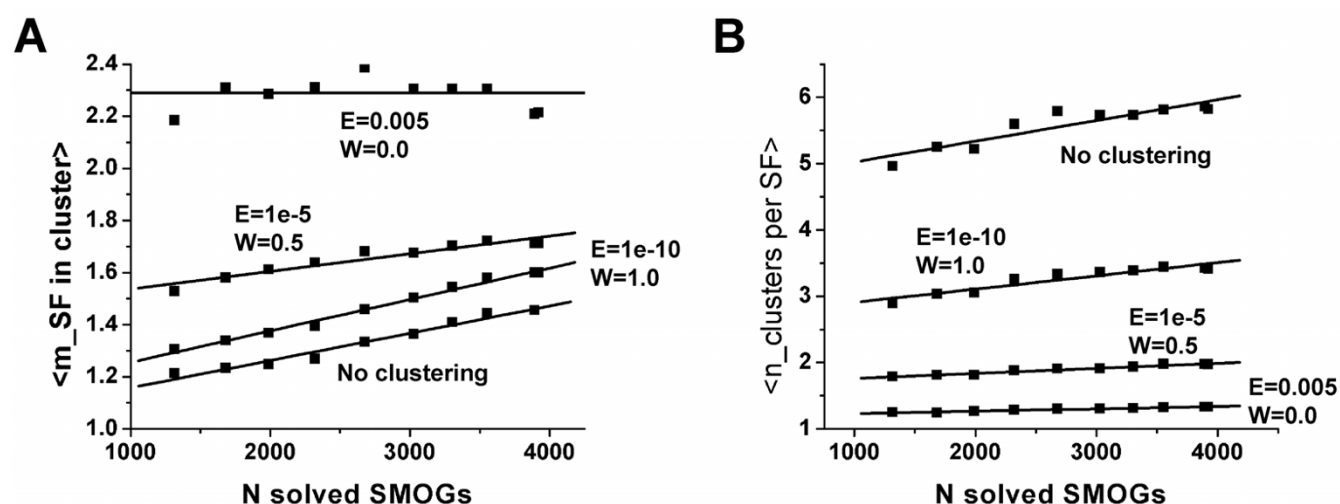 A
<m_SF in cluster>
2.4
2.2
2.0
1.8
1.6
1.4
1.2
1.0
E=0.005
W=0.0
E=1e-5
W=0.5
E=1e-10
W=1.0
No clustering
1000
2000
3000
4000
N solved SMOGs
B
<n_clusters per SF>
6
5
4
3
2
1
No clustering
E=1e-10
W=1.0
E=1e-5
W=0.5
E=0.005
W=0.0
1000
2000
3000
4000
N solved SMOGs